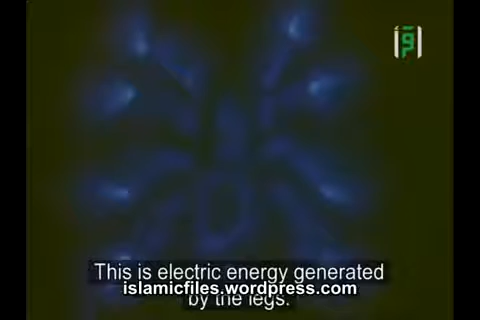 This is electric energy generated
islamicfiles.wordpress.com
by the legs.